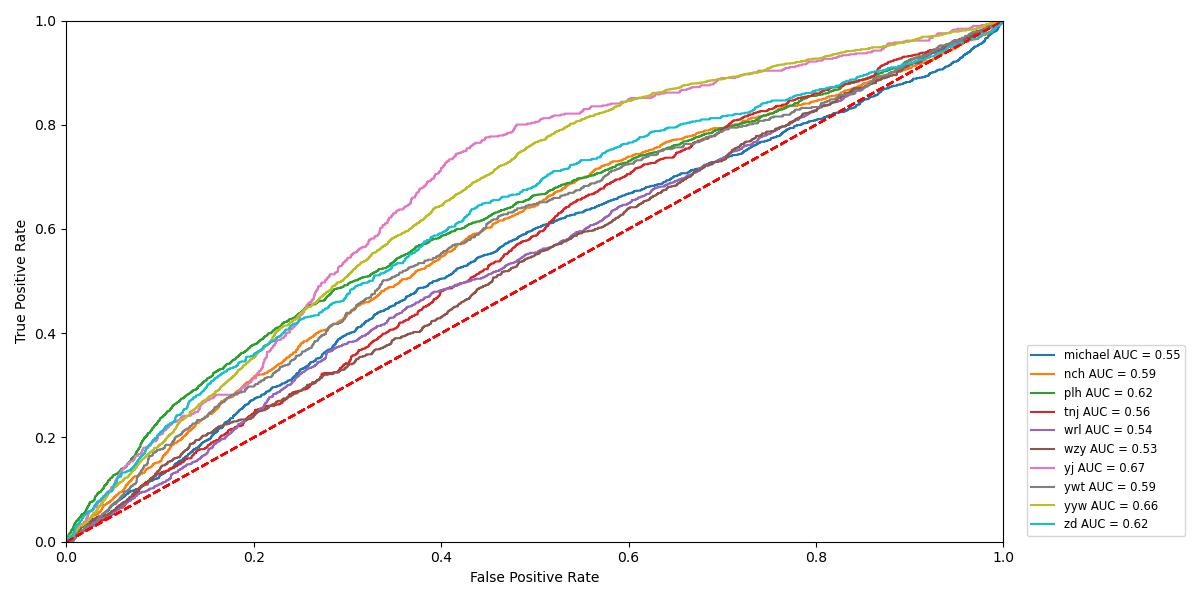 1.0
0.8
0.6
0.4
0.2
0.0
True Positive Rate
0.0 0.2 0.4 0.6 0.8 1.0
False Positive Rate
michael AUC = 0.55
nch AUC = 0.59
plh AUC = 0.62
tnj AUC = 0.56
wrl AUC = 0.54
wzy AUC = 0.53
yj AUC = 0.67
ywt AUC = 0.59
yyw AUC = 0.66
zd AUC = 0.62